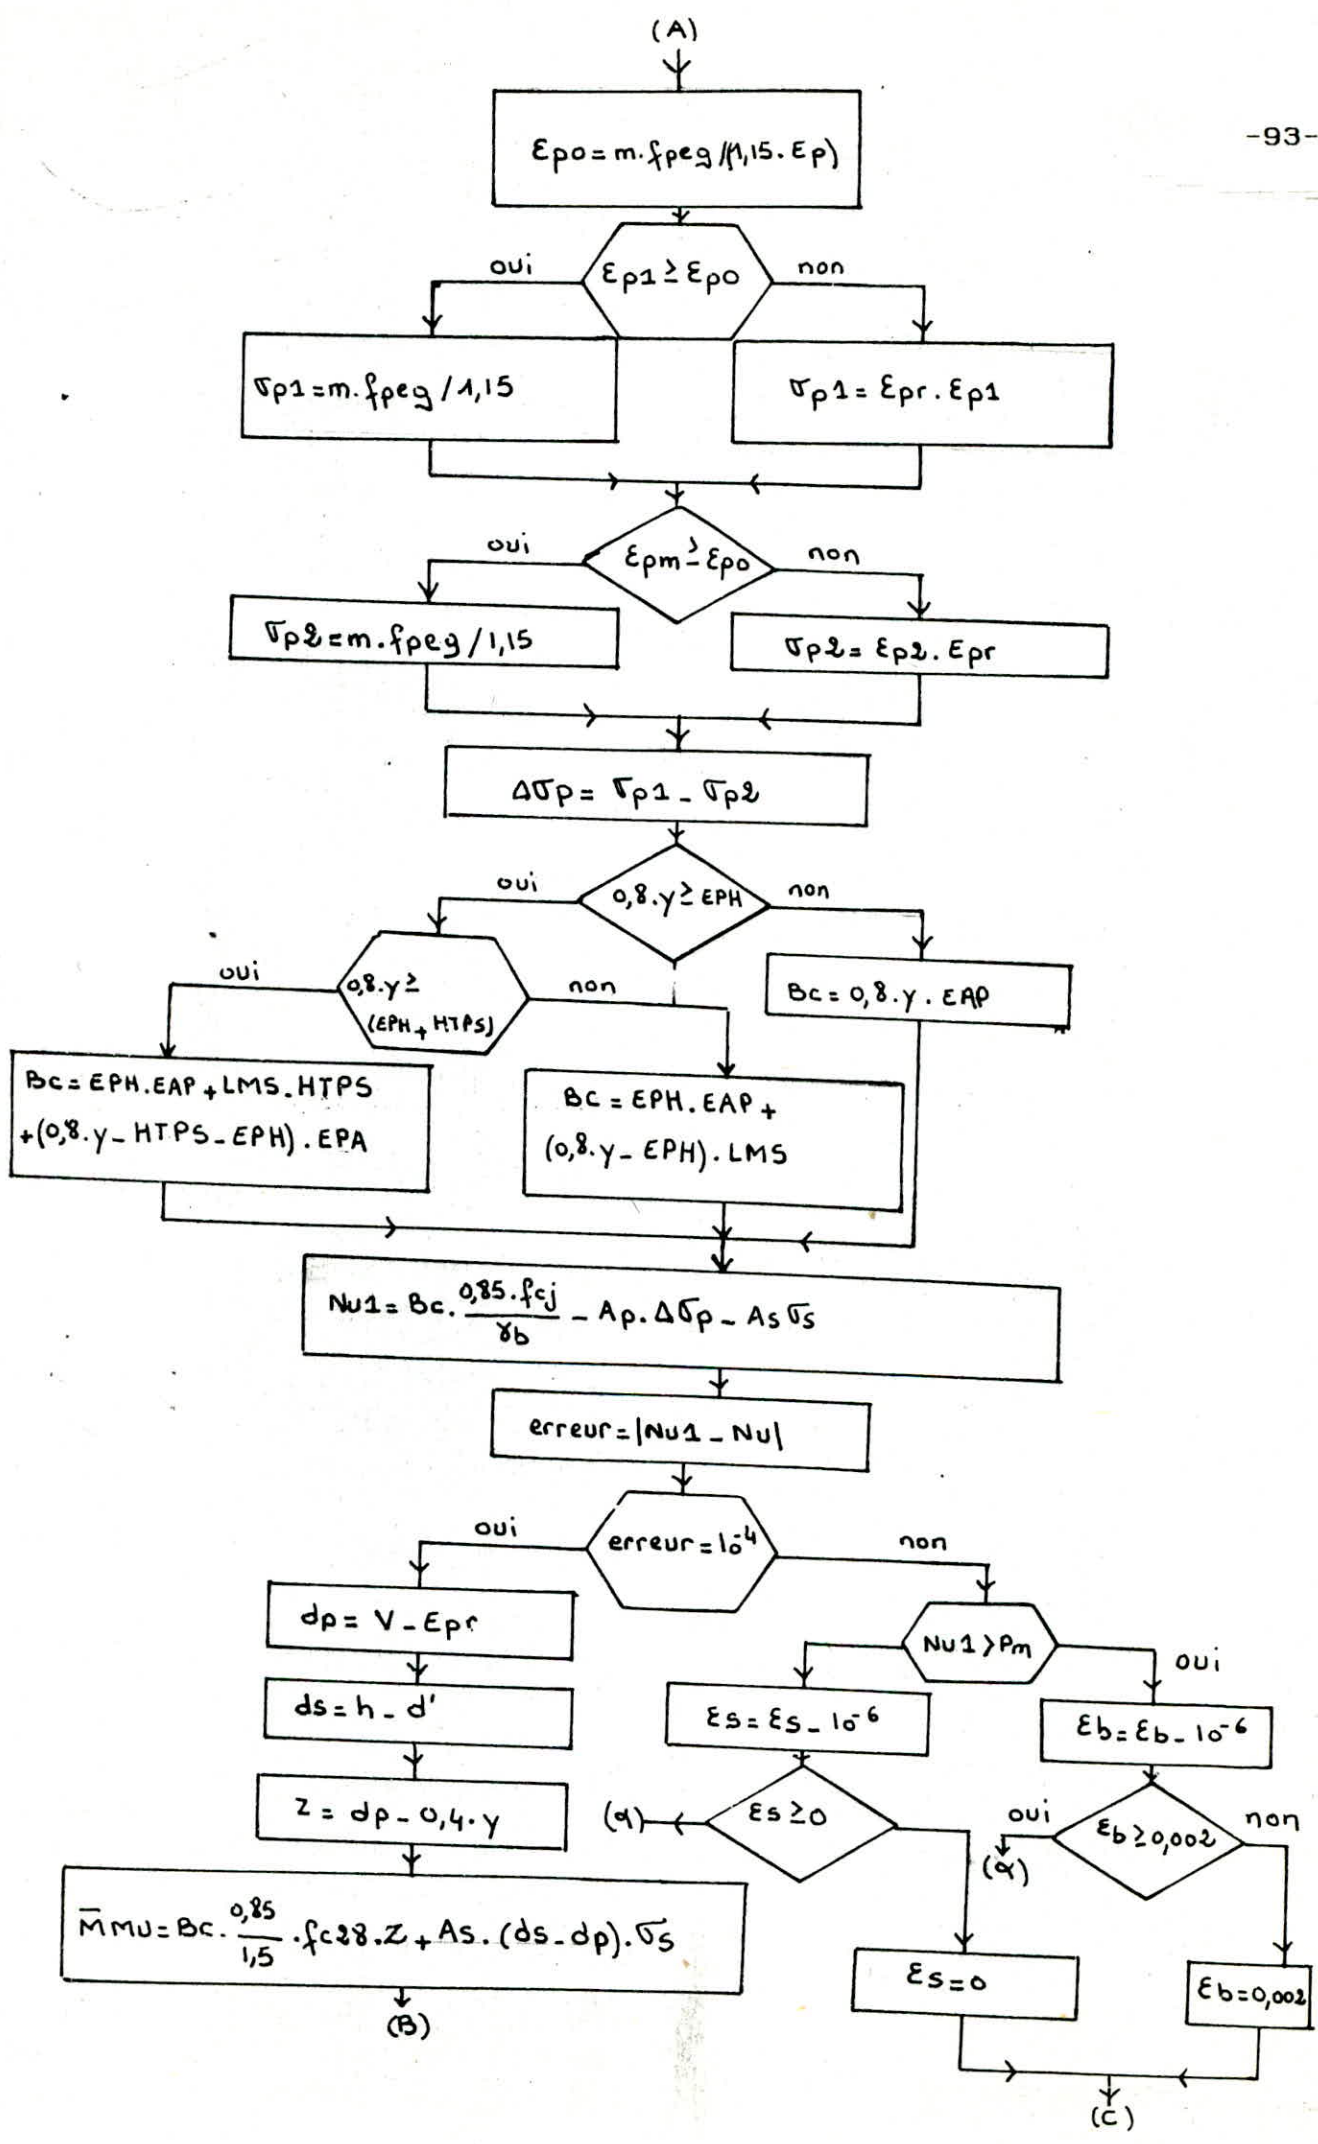 (A)
-93-
εpo = m.fpeg/(1,15.Ep)
oui
εp1 ≥ εpo
non
σp1 = m.fpeg/1,15
σp1 = Epr.εp1
oui
εpm ≥ εpo
non
σp2 = m.fpeg/1,15
σp2 = εp2.Epr
Δσp = σp1 - σp2
oui
0,8.y ≥ EPH
non
oui
0,8.y ≥
(EPH + HTPS)
non
Bc = 0,8.y.EAP
Bc = EPH.EAP + LMS.HTPS
+ (0,8.y - HTPS - EPH).EPA
Bc = EPH.EAP +
(0,8.y - EPH).LMS
Nu1 = Bc. 0,85.fcj / γb - Ap.Δσp - As σs
erreur = |Nu1 - Nu|
oui
erreur = 10^-4
non
dp = V - Epr
Nu1 > Pm
oui
ds = h - d'
εs = εs - 10^-6
εb = εb - 10^-6
Z = dp - 0,4.y
(α)
εs ≥ 0
oui
εb ≥ 0,002
non
(α)
M̄MU = Bc. 0,85 / 1,5 .fc28.Z + As.(ds - dp).σs
εs = 0
εb = 0,002
(B)
(C)